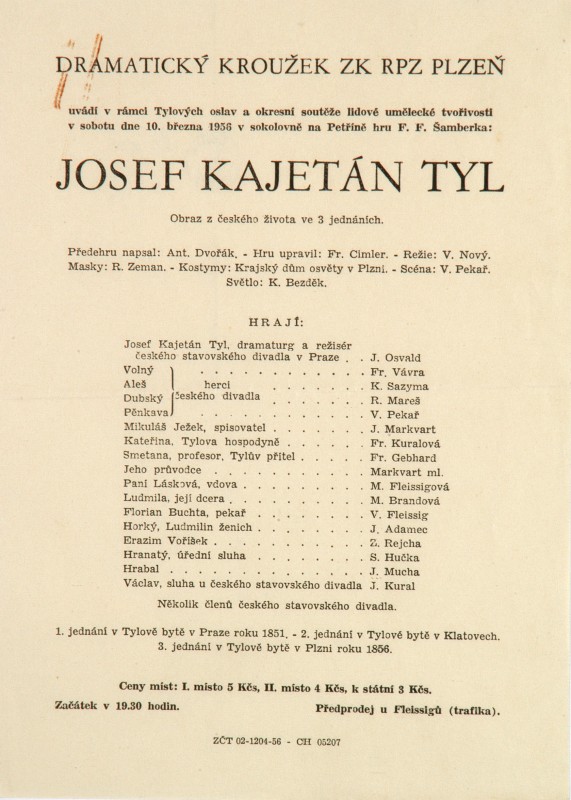 DRAMATICKÝ KROUŽEK ZK RPZ PLZEŇ
uvádí v rámci Tylových oslav a okresní soutěže lidové umělecké tvořivosti
v sobotu dne 10. března 1956 v sokolovně na Petříně hru F. F. Šamberka:
JOSEF KAJETÁN TYL
Obraz z českého života ve 3 jednáních.
Předehru napsal: Ant. Dvořák. - Hru upravil: Fr. Cimler. - Režie: V. Nový.
Masky: R. Zeman. - Kostymy: Krajský dům osvěty v Plzni. - Scéna: V. Pekař.
Světlo: K. Bezděk.
HRAJÍ:
Josef Kajetán Tyl, dramaturg a režisér
českého stavovského divadla v Praze . . J. Osvald
Volný . . . . . . . . . . . . Fr. Vávra
Aleš herci . . . . . . . K. Sazyma
Dubský českého divadla . . . . . . . R. Mareš
Pěnkava . . . . . . . . . . . . V. Pekař
Mikuláš Ježek, spisovatel . . . . . . . J. Markvart
Kateřina, Tylova hospodyně . . . . . . Fr. Kuralová
Smetana, profesor, Tylův přítel . . . . . Fr. Gebhard
Jeho průvodce . . . . . . . . . . . Markvart ml.
Paní Lásková, vdova . . . . . . . . . M. Fleissigová
Ludmila, její dcera . . . . . . . . . . M. Brandová
Florian Buchta, pekař . . . . . . . . . V. Fleissig
Horký, Ludmilin ženich . . . . . . . . J. Adamec
Erazim Voříšek . . . . . . . . . . . Z. Rejcha
Hranatý, úřední sluha . . . . . . . . S. Hučka
Hrabal . . . . . . . . . . . . . . J. Mucha
Václav, sluha u českého stavovského divadla J. Kural
Několik členů českého stavovského divadla.
1. jednání v Tylově bytě v Praze roku 1851. - 2. jednání v Tylově bytě v Klatovech.
3. jednání v Tylově bytě v Plzni roku 1856.
Ceny míst: I. místo 5 Kčs, II. místo 4 Kčs, k státní 3 Kčs.
Začátek v 19.30 hodin. Předprodej u Fleissigů (trafika).
ZČT 02-1204-56 - CH 05207